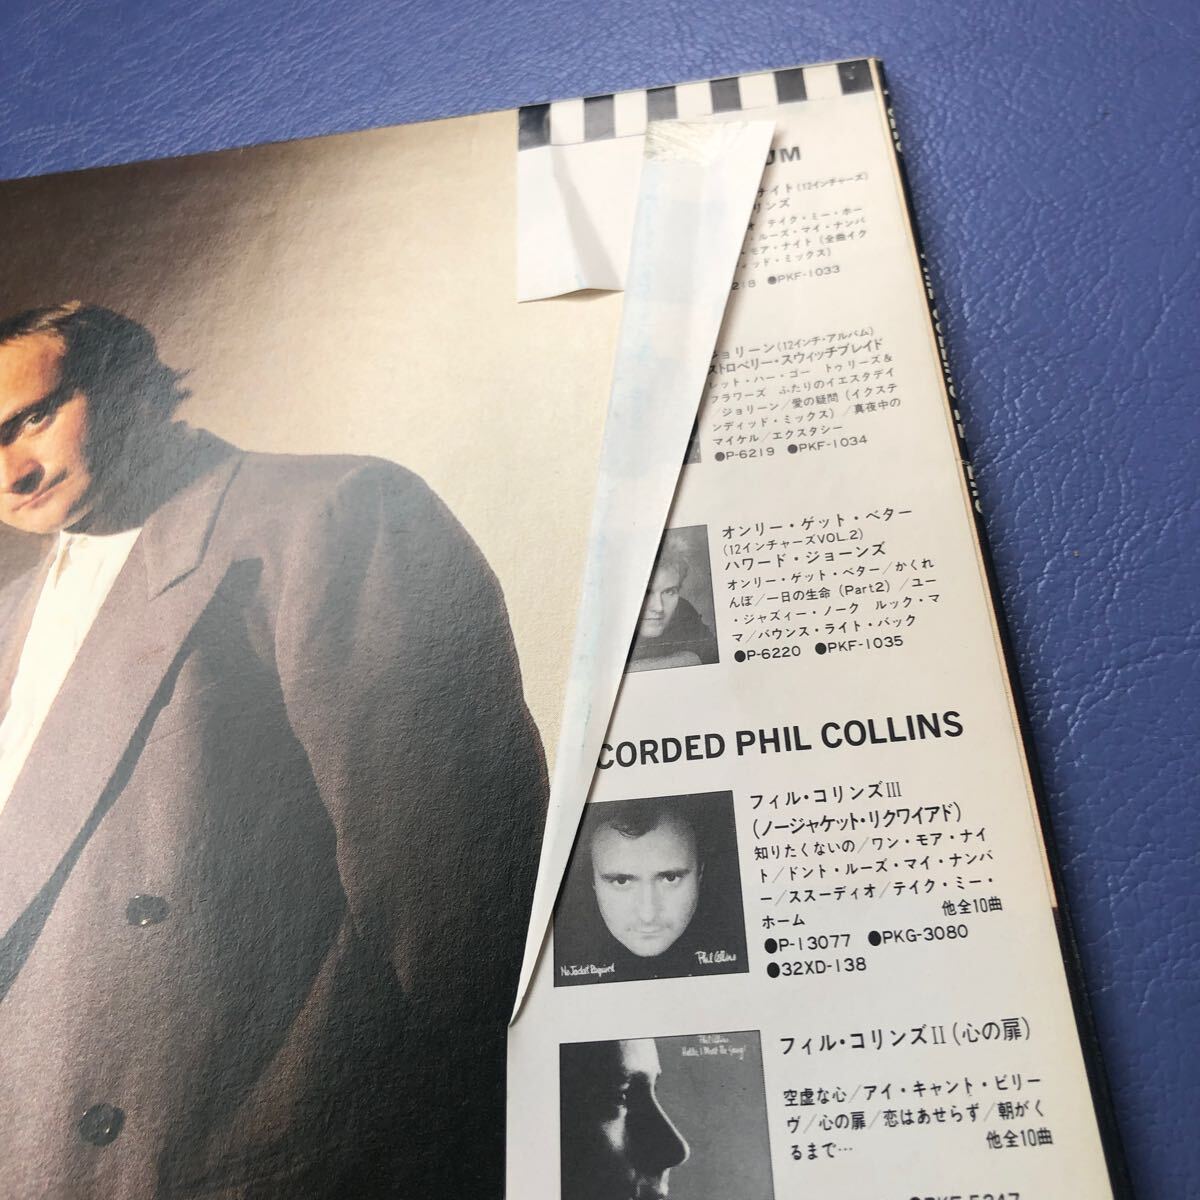 UM
ナイト(12インチャーズ)
リンズ
オ テイク・ミー・ホー
・ルーズ・マイ・ナンバ
モア・ナイト(全曲イク
ッド・ミックス)
218 ●PKF-1033
ジョリーン(12インチ・アルバム)
ストロベリー・スウィッチブレイド
レット・ハー・ゴー トゥリーズ&
フラワーズ ふたりのイエスタデイ
/ジョリーン/愛の疑問(イクステ
ンディッド・ミックス)/真夜中の
マイケル/エクスタシー
●P-6219 ●PKF-1034
オンリー・ゲット・ベター
(12インチャーズVOL.2)
ハワード・ジョーンズ
オンリー・ゲット・ベター/かくれ
んぼ/一日の生命(Part2)/ユー
・ジャズィー・ノーク ルック・マ
マ/バウンス・ライト・バック
●P-6220 ●PKF-1035
CORDED PHIL COLLINS
フィル・コリンズIII
(ノージャケット・リクワイアド)
知りたくないの/ワン・モア・ナイ
ト/ドント・ルーズ・マイ・ナンバ
ー/ススーディオ/テイク・ミー・
ホーム 他全10曲
●P-13077 ●PKG-3080
●32XD-138
No Jacket Required
Phil Collins
フィル・コリンズII(心の扉)
空虚な心/アイ・キャント・ビリー
ヴ/心の扉/恋はあせらず/朝がく
るまで… 他全10曲
Phil Collins
Hello, I Must Be Going!
●PKF-5347